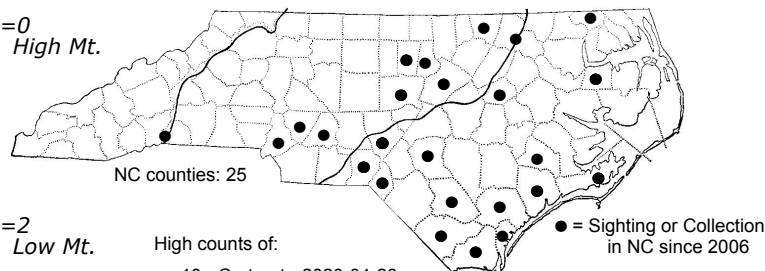 =0
High Mt.
NC counties: 25
=2
Low Mt.
High counts of:
● = Sighting or Collection
in NC since 2006